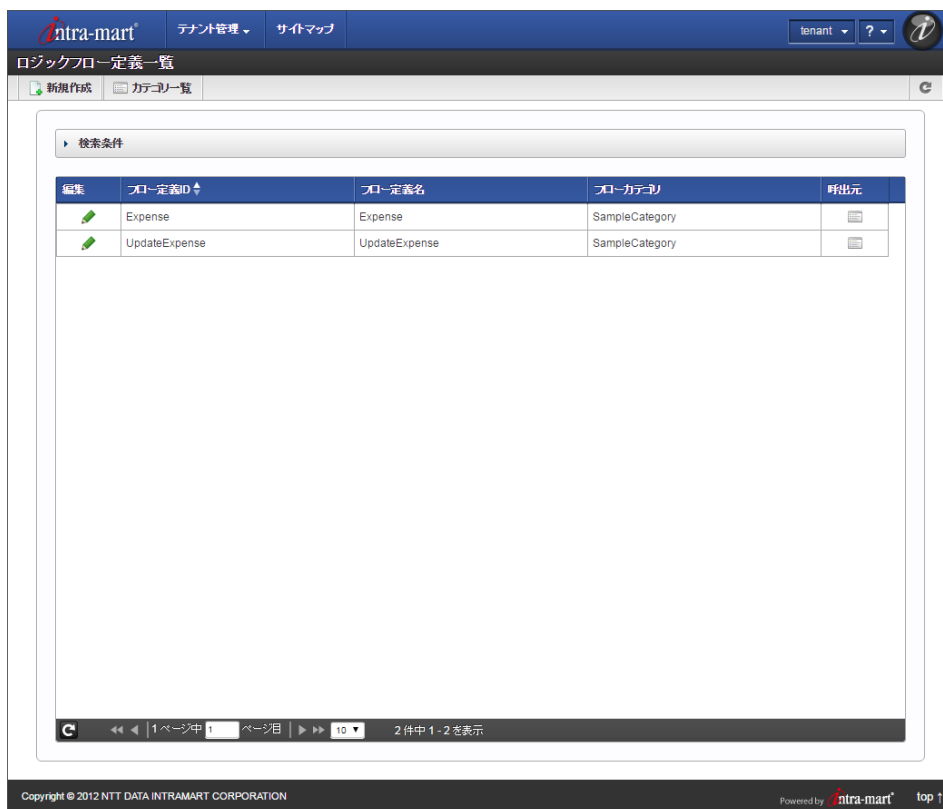 intra-mart® テナント管理 サイトマップ tenant ?
ロジックフロー定義一覧
新規作成 カテゴリ一覧
検索条件
編集 フロー定義ID フロー定義名 フローカテゴリ 呼出元
Expense Expense SampleCategory
UpdateExpense UpdateExpense SampleCategory
1 ページ中 1 ページ目 10 2 件中 1 - 2 を表示
Copyright © 2012 NTT DATA INTRAMART CORPORATION Powered by intra-mart® top ↑